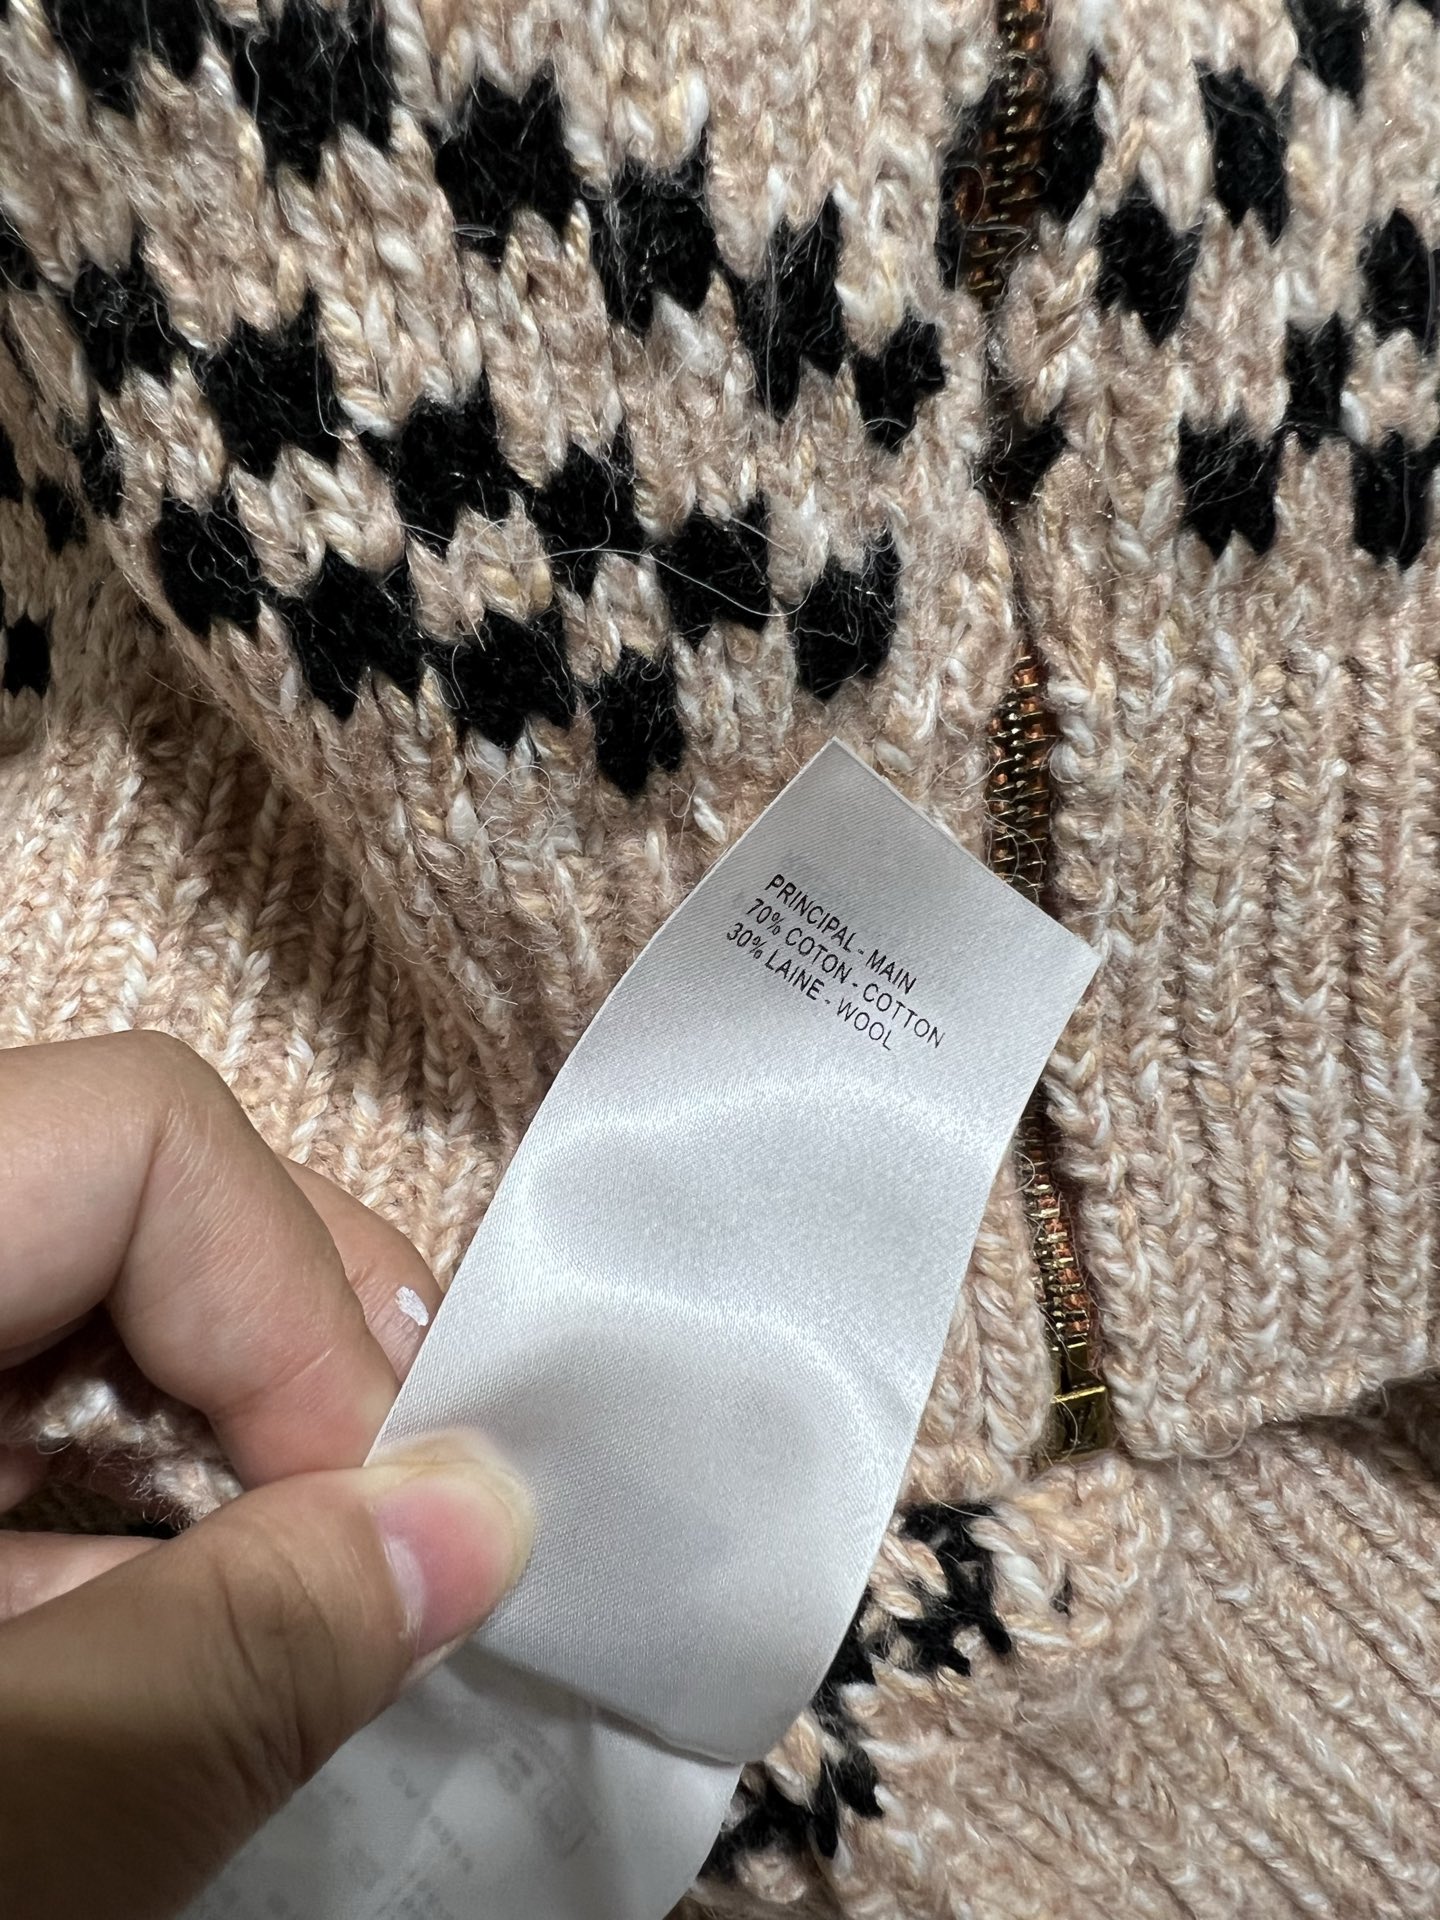 PRINCIPAL - MAIN
70% COTON - COTTON
30% LAINE - WOOL